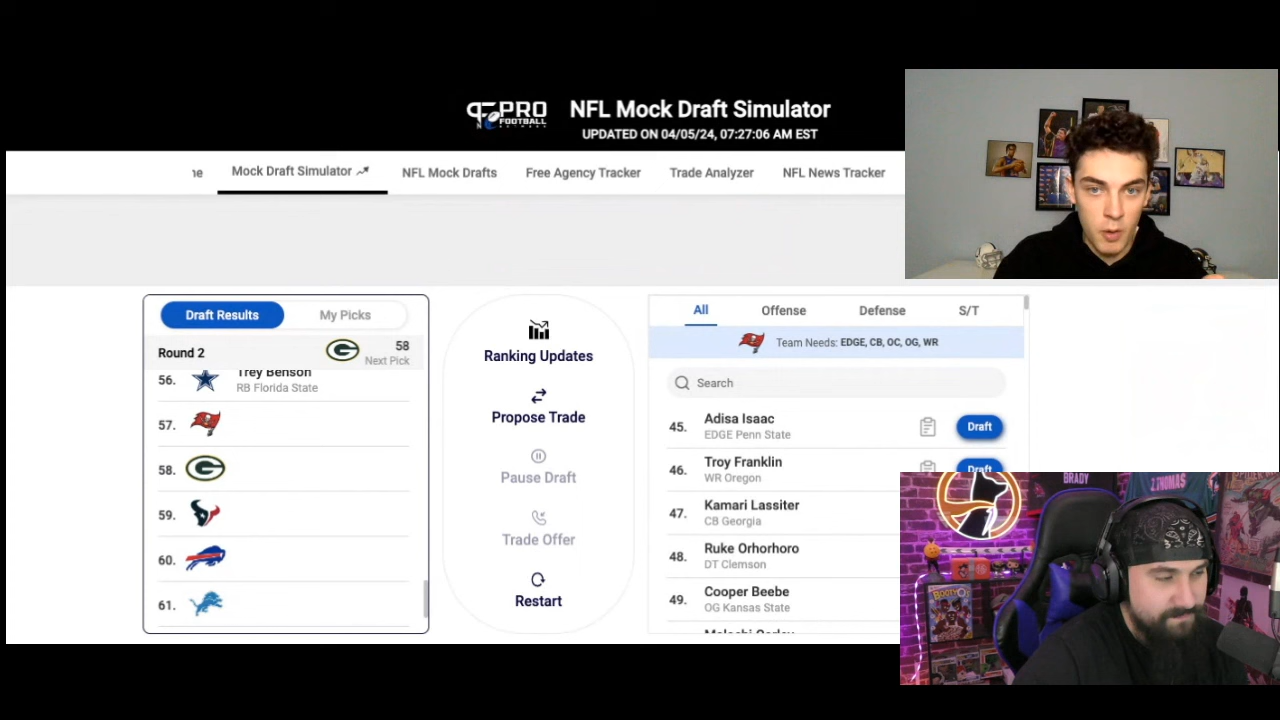 PRO
FOOTBALL
NETWORK
NFL Mock Draft Simulator
UPDATED ON 04/05/24, 07:27:06 AM EST
ne
Mock Draft Simulator
NFL Mock Drafts
Free Agency Tracker
Trade Analyzer
NFL News Tracker
Draft Results
My Picks
Round 2
58
Next Pick
56.
Trey Benson
RB Florida State
57.
58.
59.
60.
61.
Ranking Updates
Propose Trade
Pause Draft
Trade Offer
Restart
All
Offense
Defense
S/T
Team Needs: EDGE, CB, OC, OG, WR
Search
45.
Adisa Isaac
EDGE Penn State
Draft
46.
Troy Franklin
WR Oregon
Draft
47.
Kamari Lassiter
CB Georgia
48.
Ruke Orhorhoro
DT Clemson
49.
Cooper Beebe
OG Kansas State
BRADY
Z.THOMAS
BOOTY O's